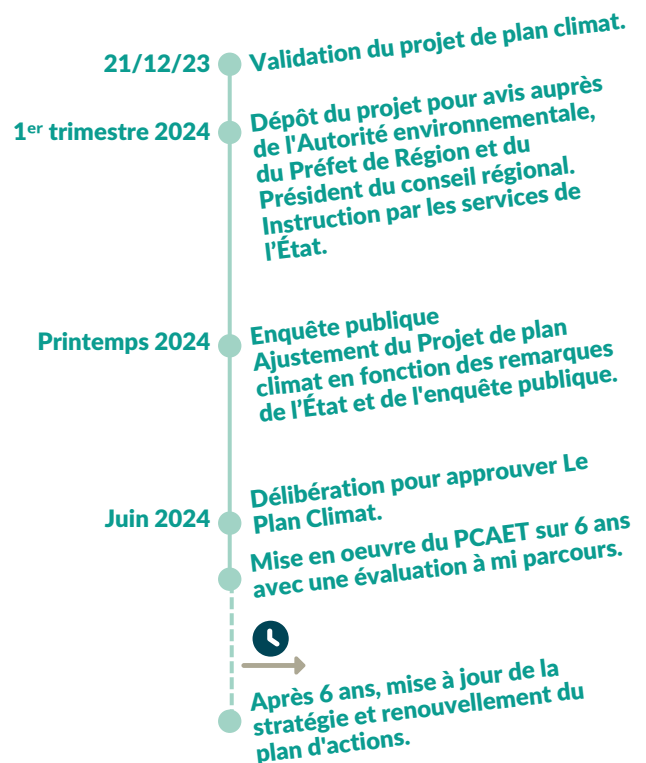 21/12/23
Validation du projet de plan climat.
1er trimestre 2024
Dépôt du projet pour avis auprès
de l'Autorité environnementale,
du Préfet de Région et du
Président du conseil régional.
Instruction par les services de
l’État.
Printemps 2024
Enquête publique
Ajustement du Projet de plan
climat en fonction des remarques
de l’État et de l'enquête publique.
Juin 2024
Délibération pour approuver Le
Plan Climat.
Mise en oeuvre du PCAET sur 6 ans
avec une évaluation à mi parcours.
Après 6 ans, mise à jour de la
stratégie et renouvellement du
plan d'actions.